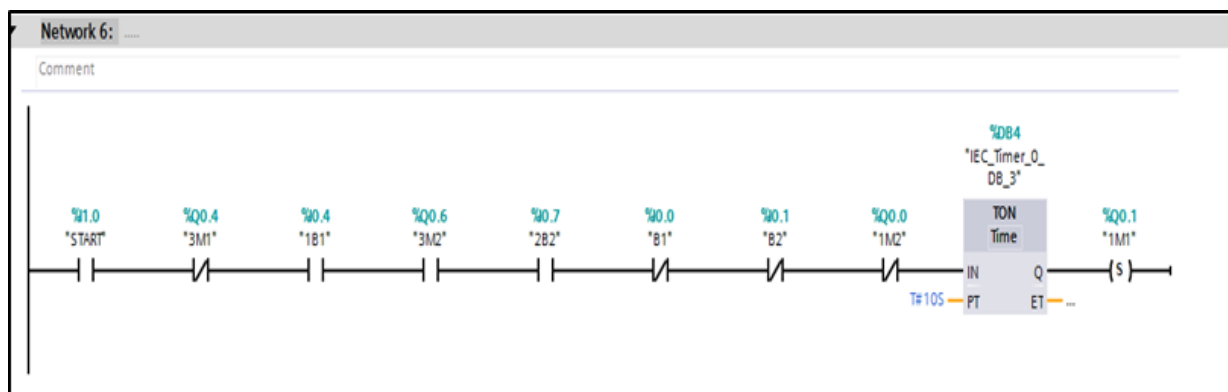 Network 6: .....
Comment
%DB4
"IEC_Timer_0_
DB_3"
%I1.0 %Q0.4 %I0.4 %Q0.6 %I0.7 %I0.0 %I0.1 %Q0.0 TON %Q0.1
"START" "3M1" "1B1" "3M2" "2B2" "B1" "B2" "1M2" Time "1M1"
S
IN Q
T#10S PT ET ...